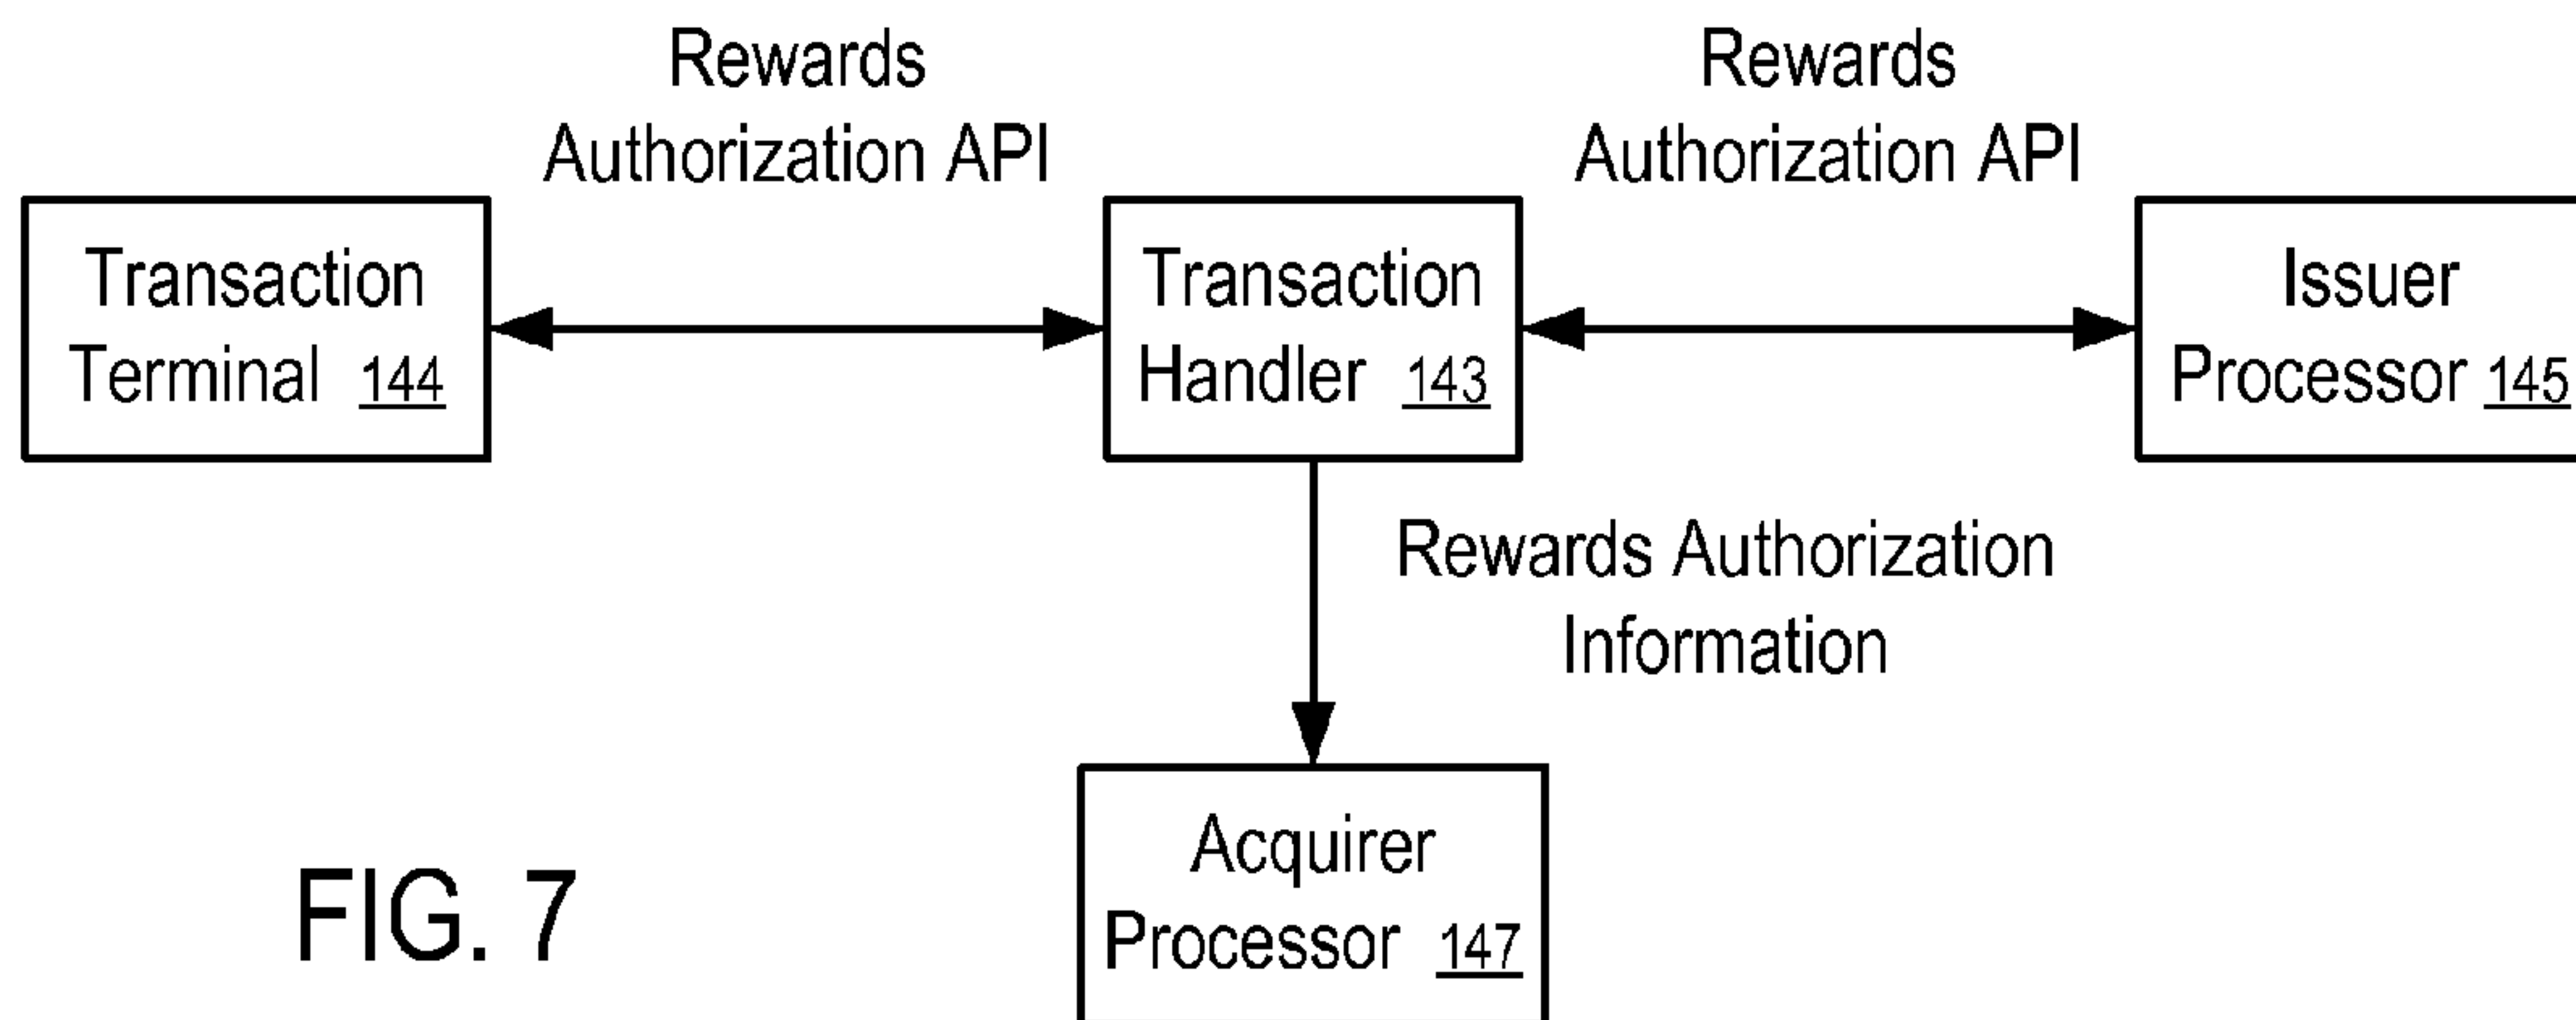 Rewards
Authorization API
Rewards
Authorization API
Transaction
Terminal 144
Transaction
Handler 143
Issuer
Processor 145
Rewards Authorization
Information
Acquirer
Processor 147
FIG. 7